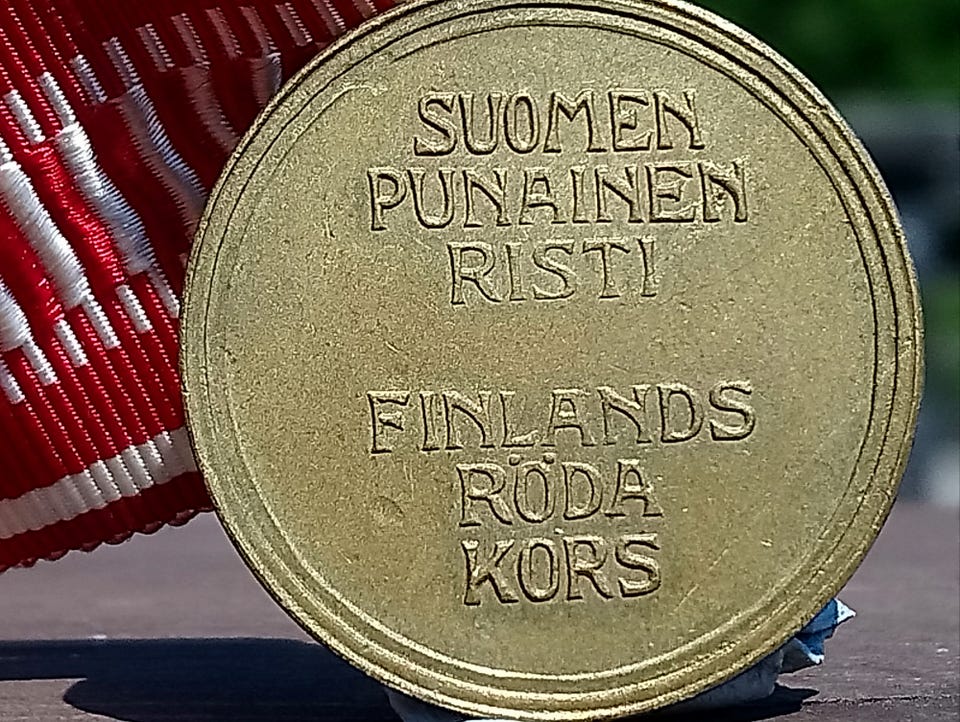 SUOMEN
PUNAINEN
RISTI
FINLANDS
RÖDA
KORS